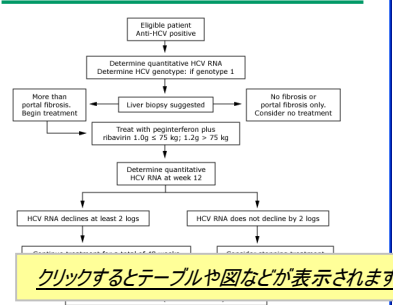 Eligible patient
Anti-HCV positive
Determine quantitative HCV RNA
Determine HCV genotype: if genotype 1
More than
portal fibrosis.
Begin treatment
Liver biopsy suggested
No fibrosis or
portal fibrosis only.
Consider no treatment
Treat with peginterferon plus
ribavirin 1.0g ≤ 75 kg; 1.2g > 75 kg
Determine quantitative
HCV RNA at week 12
HCV RNA declines at least 2 logs
HCV RNA does not decline by 2 logs
クリックするとテーブルや図などが表示されます